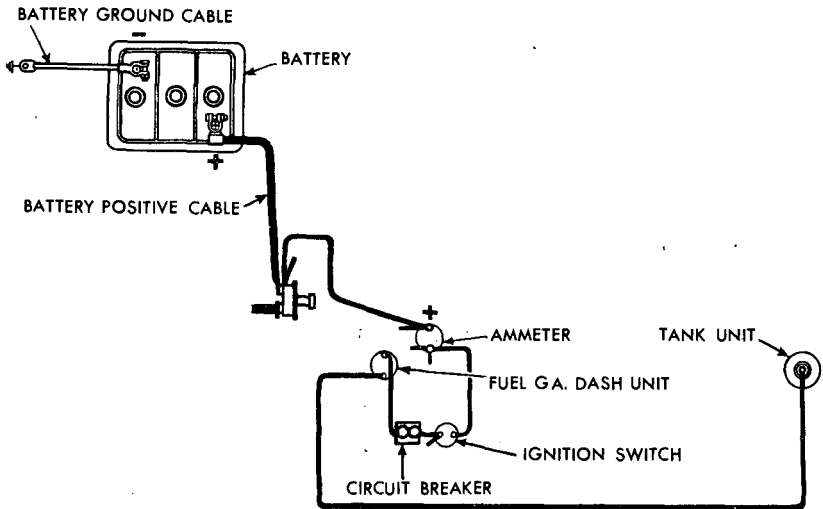 BATTERY GROUND CABLE
-
BATTERY
+
BATTERY POSITIVE CABLE
+
AMMETER
-
TANK UNIT
FUEL GA. DASH UNIT
IGNITION SWITCH
CIRCUIT BREAKER